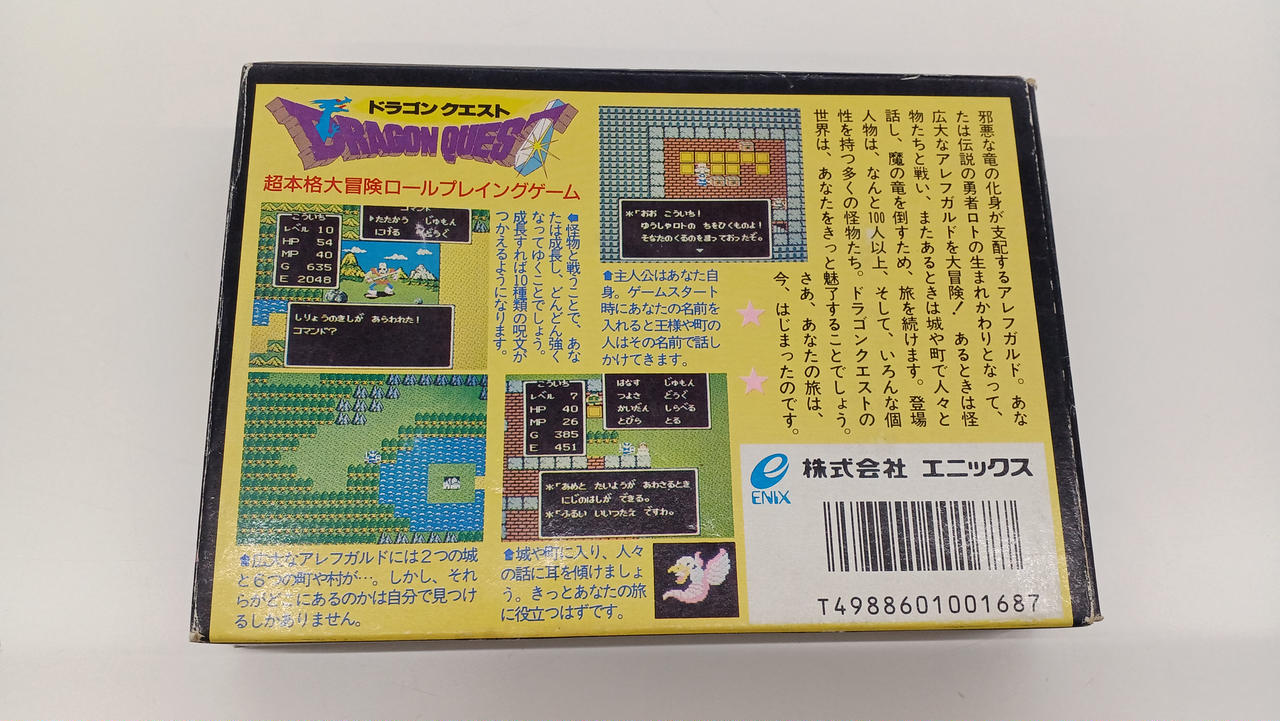 ドラゴン クエスト
DRAGON QUEST
超本格大冒険ロールプレイングゲーム
こういち
レベル 10
HP 54
MP 40
G 635
E 2048
コマンド
たたかう じゅもん
にげる どうぐ
しりょうのきしが あらわれた!
コマンド?
⬆怪物と戦うことで、あな
たは成長し、どんどん強く
なってゆくことでしょう。
成長すれば10種類の呪文が
つかえるようになります。
*「おお こういち!
ゆうしゃロトの ちをひくものよ!
そなたのくるのを まっておったぞ。
⬆主人公はあなた自
身。ゲームスタート
時にあなたの名前を
入れると王様や町の
人はその名前で話し
かけてきます。
邪悪な竜の化身が支配するアレフガルド。あな
たは伝説の勇者ロトの生まれかわりとなって、
広大なアレフガルドを大冒険! あるときは怪
物たちと戦い、またあるときは城や町で人々と
話し、魔の竜を倒すため、旅を続けます。登場
人物は、なんと100人以上、そして、いろんな個
性を持つ多くの怪物たち。ドラゴンクエストの
世界は、あなたをきっと魅了することでしょう。
さあ、あなたの旅は、
今、はじまったのです。
⬆広大なアレフガルドには2つの城
と6つの町や村が…。しかし、それ
らがどこにあるのかは自分で見つけ
るしかありません。
こういち
レベル 7
HP 40
MP 26
G 385
E 451
はなす じゅもん
つよさ どうぐ
かいだん しらべる
とびら とる
*「あめと たいようが あわさるとき
にじのはしが できる。
*「ふるい いいつたえ ですわ。
⬆城や町に入り、人々
の話に耳を傾けましょ
う。きっとあなたの旅
に役立つはずです。
ENIX
株式会社 エニックス
T4988601001687